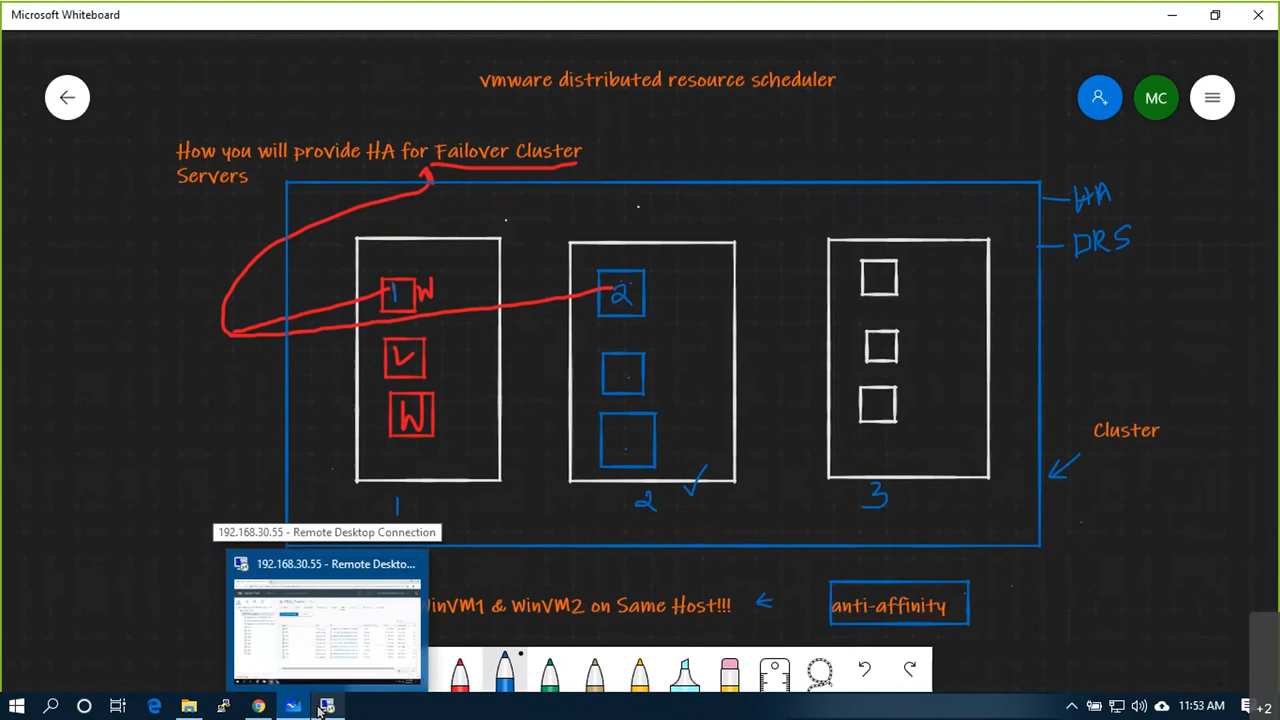 Microsoft Whiteboard
vmware distributed resource scheduler
MC
How you will provide HA for Failover Cluster
Servers
HA
DRS
1 W
2
V
W
Cluster
1
2
3
192.168.30.55 - Remote Desktop Connection
192.168.30.55 - Remote Deskto...
WinVM1 & WinVM2 on Same Host!!!
anti-affinity
11:53 AM
+2